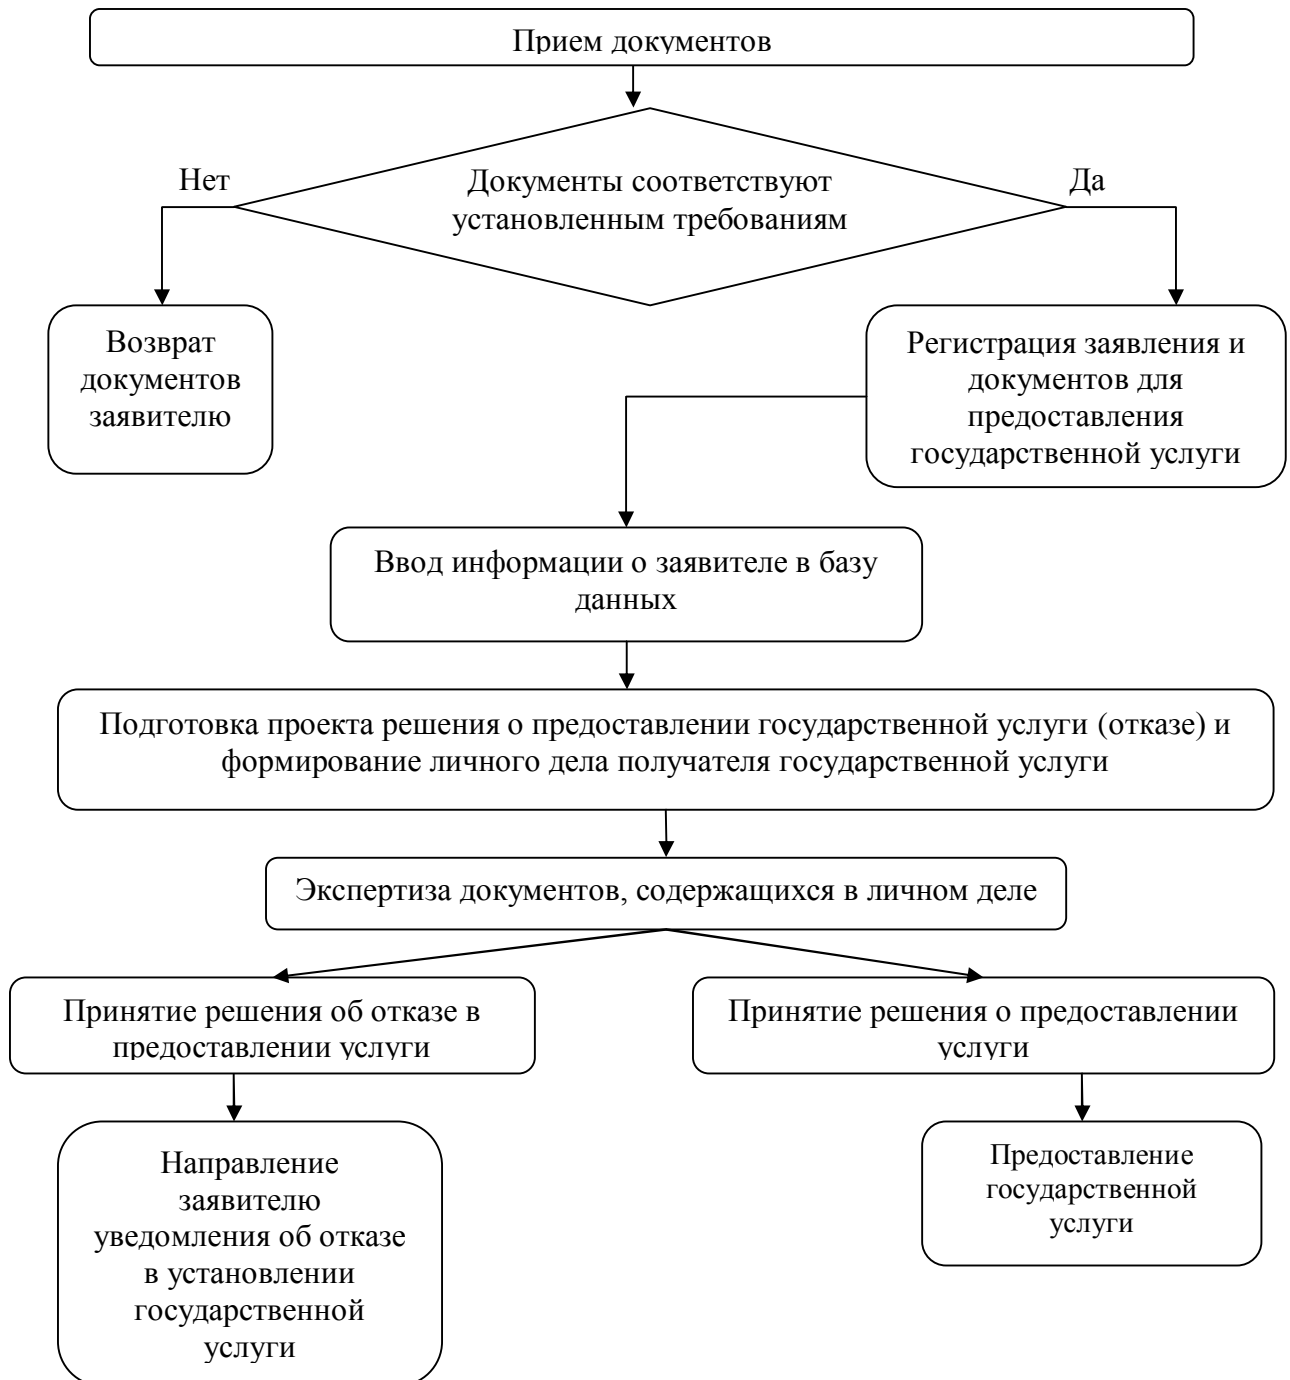 Прием документов
Нет
Да
Документы соответствуют
установленным требованиям
Возврат
документов
заявителю
Регистрация заявления и
документов для
предоставления
государственной услуги
Ввод информации о заявителе в базу
данных
Подготовка проекта решения о предоставлении государственной услуги (отказе) и
формирование личного дела получателя государственной услуги
Экспертиза документов, содержащихся в личном деле
Принятие решения об отказе в
предоставлении услуги
Принятие решения о предоставлении
услуги
Направление
заявителю
уведомления об отказе
в установлении
государственной
услуги
Предоставление
государственной
услуги